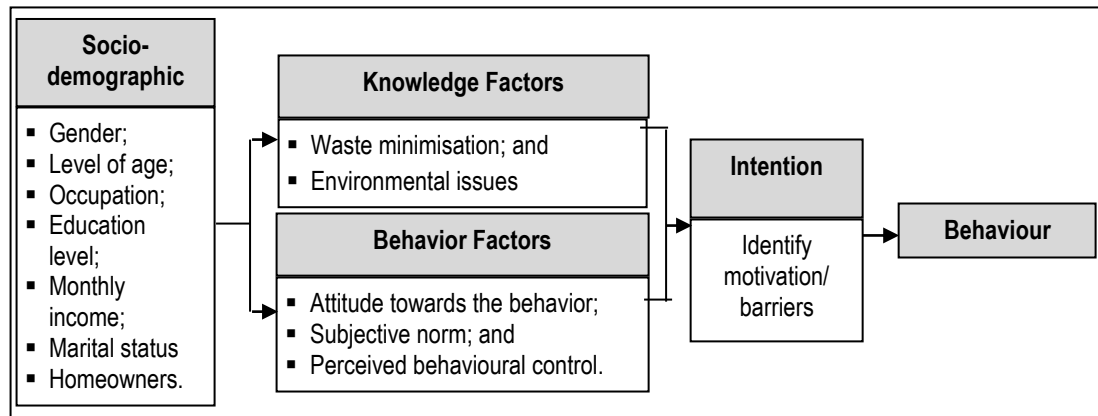 Socio-
demographic
▪ Gender;
▪ Level of age;
▪ Occupation;
▪ Education
level;
▪ Monthly
income;
▪ Marital status
▪ Homeowners.
Knowledge Factors
▪ Waste minimisation; and
▪ Environmental issues
Behavior Factors
▪ Attitude towards the behavior;
▪ Subjective norm; and
▪ Perceived behavioural control.
Intention
Identify
motivation/
barriers
Behaviour